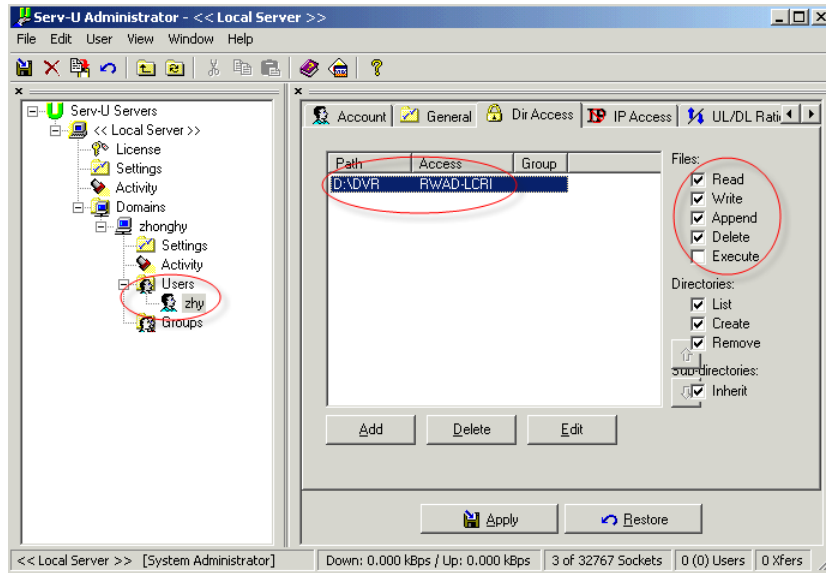 Serv-U Administrator - << Local Server >>
File Edit User View Window Help
Serv-U Servers
<< Local Server >>
License
Settings
Activity
Domains
zhonghy
Settings
Activity
Users
zhy
Groups
Account General Dir Access IP Access UL/DL Rati
Path Access Group
D:\DVR RWAD-LCRI
Files:
Read
Write
Append
Delete
Execute
Directories:
List
Create
Remove
Sub-directories:
Inherit
Add Delete Edit
Apply Restore
<< Local Server >> [System Administrator] Down: 0.000 kBps / Up: 0.000 kBps 3 of 32767 Sockets 0 (0) Users 0 Xfers